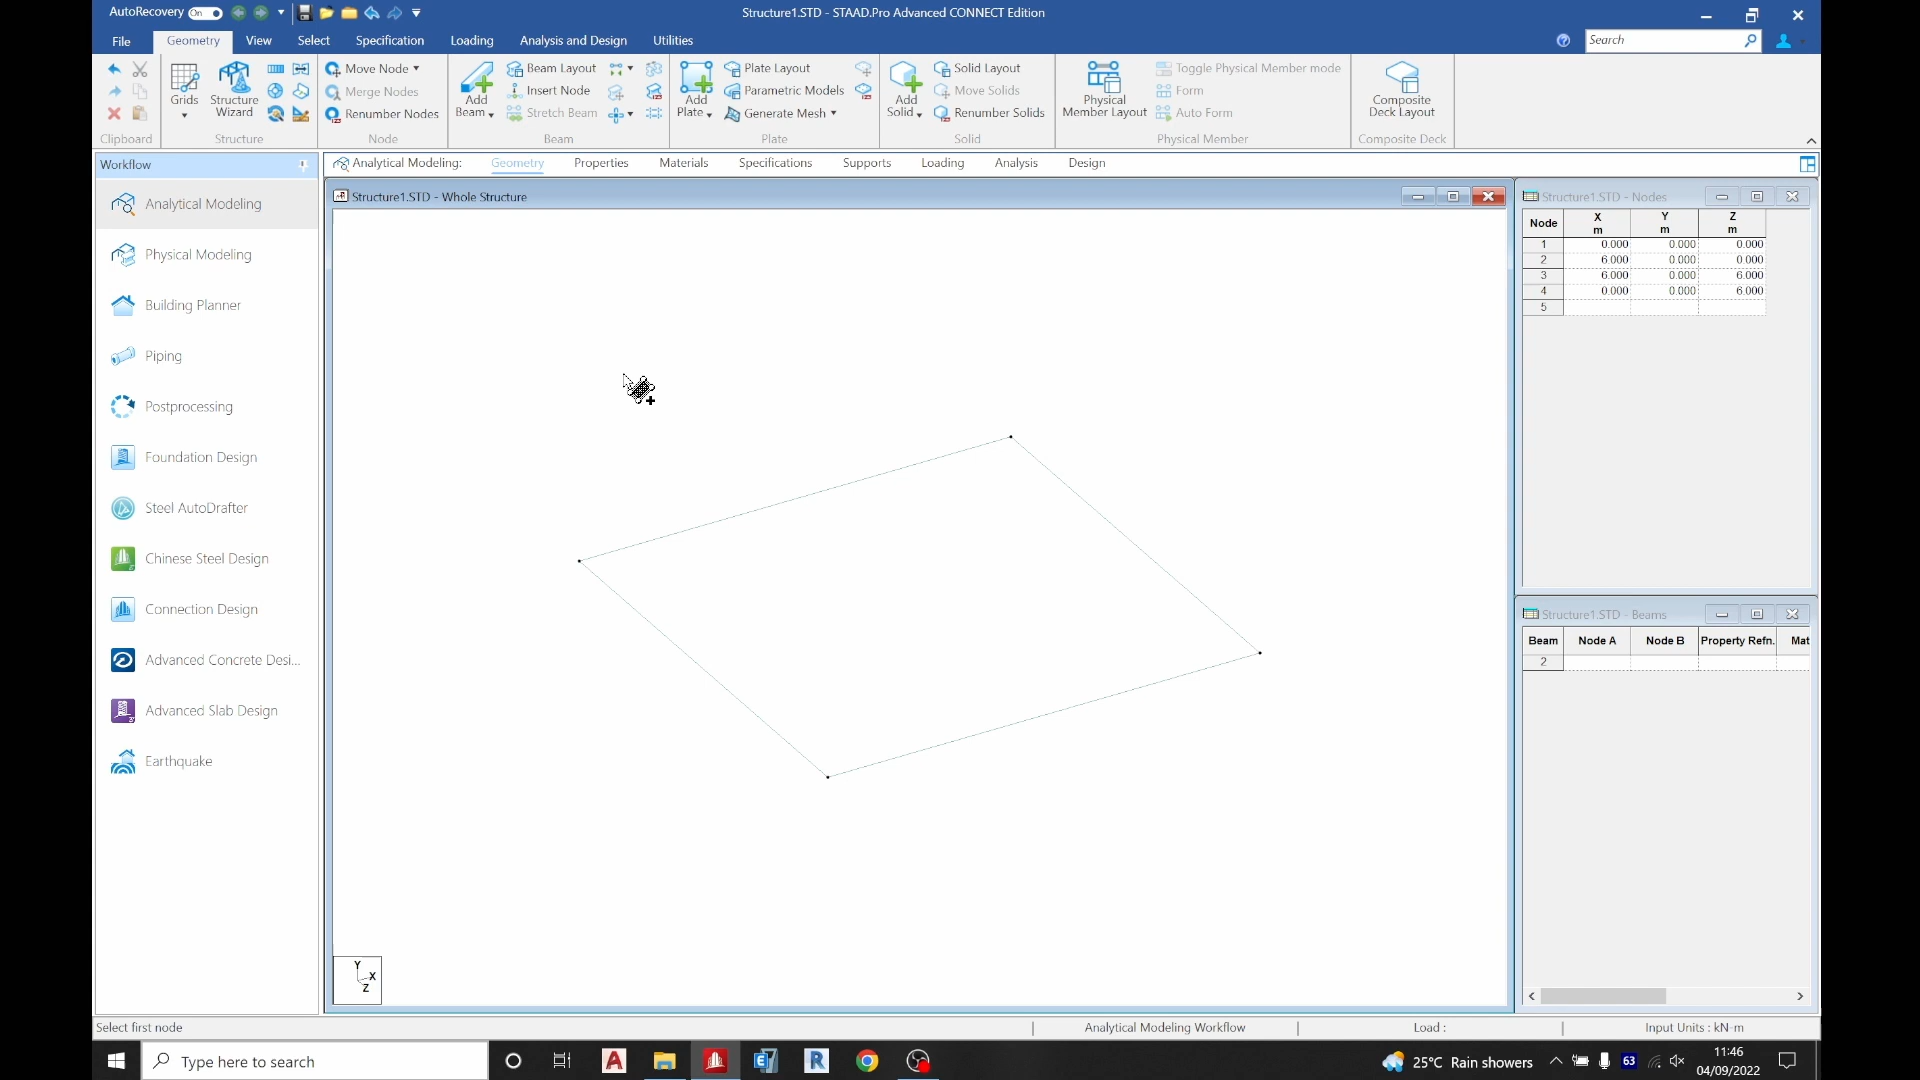 AutoRecovery On
Structure1.STD - STAAD.Pro Advanced CONNECT Edition
File Geometry View Select Specification Loading Analysis and Design Utilities
Search
Move Node
Merge Nodes
Renumber Nodes
Grids
Structure Wizard
Add Beam
Beam Layout
Insert Node
Stretch Beam
Add Plate
Plate Layout
Parametric Models
Generate Mesh
Add Solid
Solid Layout
Move Solids
Renumber Solids
Physical Member Layout
Toggle Physical Member mode
Form
Auto Form
Composite Deck Layout
Clipboard Structure Node Beam Plate Solid Physical Member Composite Deck
Workflow
Analytical Modeling: Geometry Properties Materials Specifications Supports Loading Analysis Design
Analytical Modeling
Physical Modeling
Building Planner
Piping
Postprocessing
Foundation Design
Steel AutoDrafter
Chinese Steel Design
Connection Design
Advanced Concrete Desi...
Advanced Slab Design
Earthquake
Structure1.STD - Whole Structure
Y
X
Z
Structure1.STD - Nodes
Node X m Y m Z m
1 0.000 0.000 0.000
2 6.000 0.000 0.000
3 6.000 0.000 6.000
4 0.000 0.000 6.000
5
Structure1.STD - Beams
Beam Node A Node B Property Refn. Mat
2
Select first node
Analytical Modeling Workflow
Load :
Input Units : kN-m
Type here to search
25°C Rain showers
63
11:46
04/09/2022